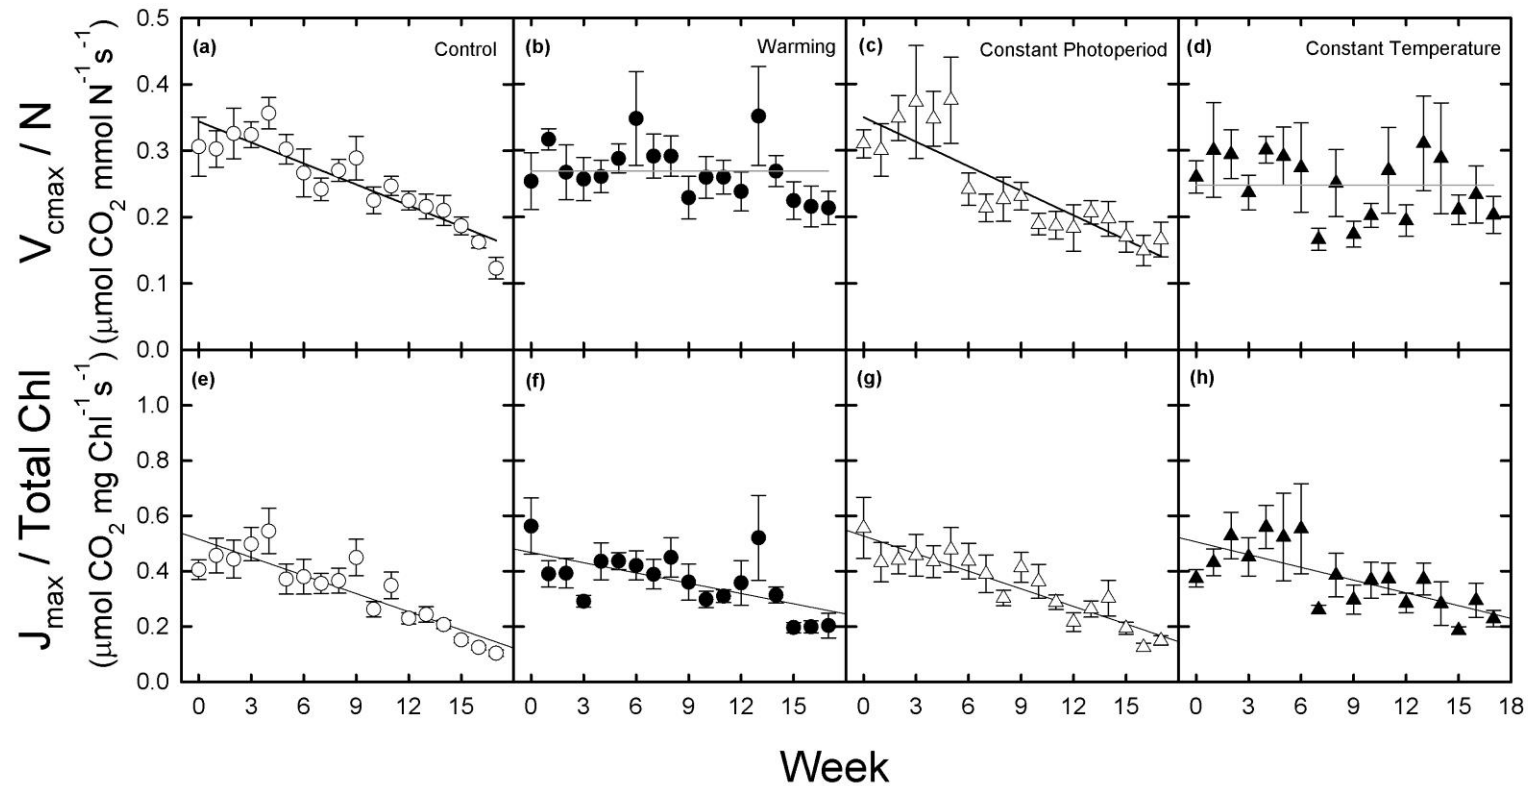 V_cmax / N
(μmol CO₂ mmol N⁻¹ s⁻¹)
0.5
0.4
0.3
0.2
0.1
0.0
(a) Control
(b) Warming
(c) Constant Photoperiod
(d) Constant Temperature
J_max / Total Chl
(μmol CO₂ mg Chl⁻¹ s⁻¹)
1.0
0.8
0.6
0.4
0.2
0.0
(e)
(f)
(g)
(h)
0 3 6 9 12 15 0 3 6 9 12 15 0 3 6 9 12 15 0 3 6 9 12 15 18
Week